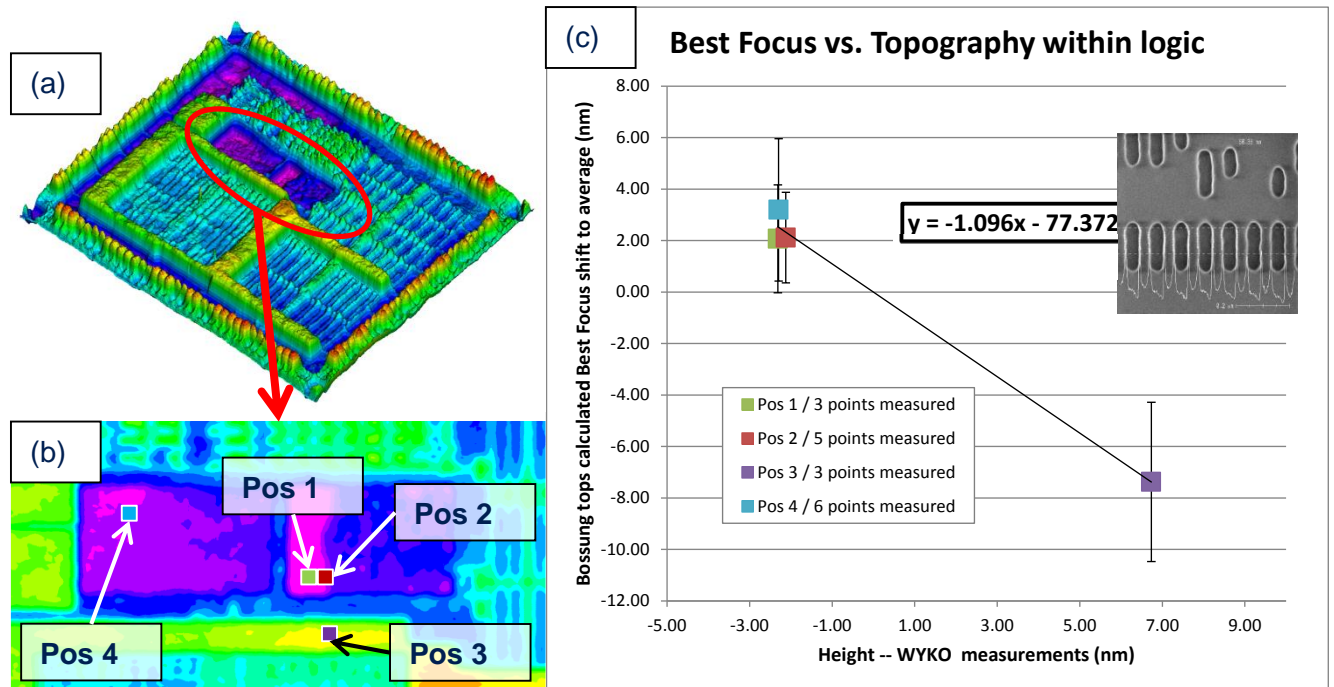 (a)
(b)
Pos 1
Pos 2
Pos 4
Pos 3
(c)
Best Focus vs. Topography within logic
Bossung tops calculated Best Focus shift to average (nm)
8.00
6.00
4.00
2.00
0.00
-2.00
-4.00
-6.00
-8.00
-10.00
-12.00
y = -1.096x - 77.372
Pos 1 / 3 points measured
Pos 2 / 5 points measured
Pos 3 / 3 points measured
Pos 4 / 6 points measured
-5.00 -3.00 -1.00 1.00 3.00 5.00 7.00 9.00
Height -- WYKO measurements (nm)